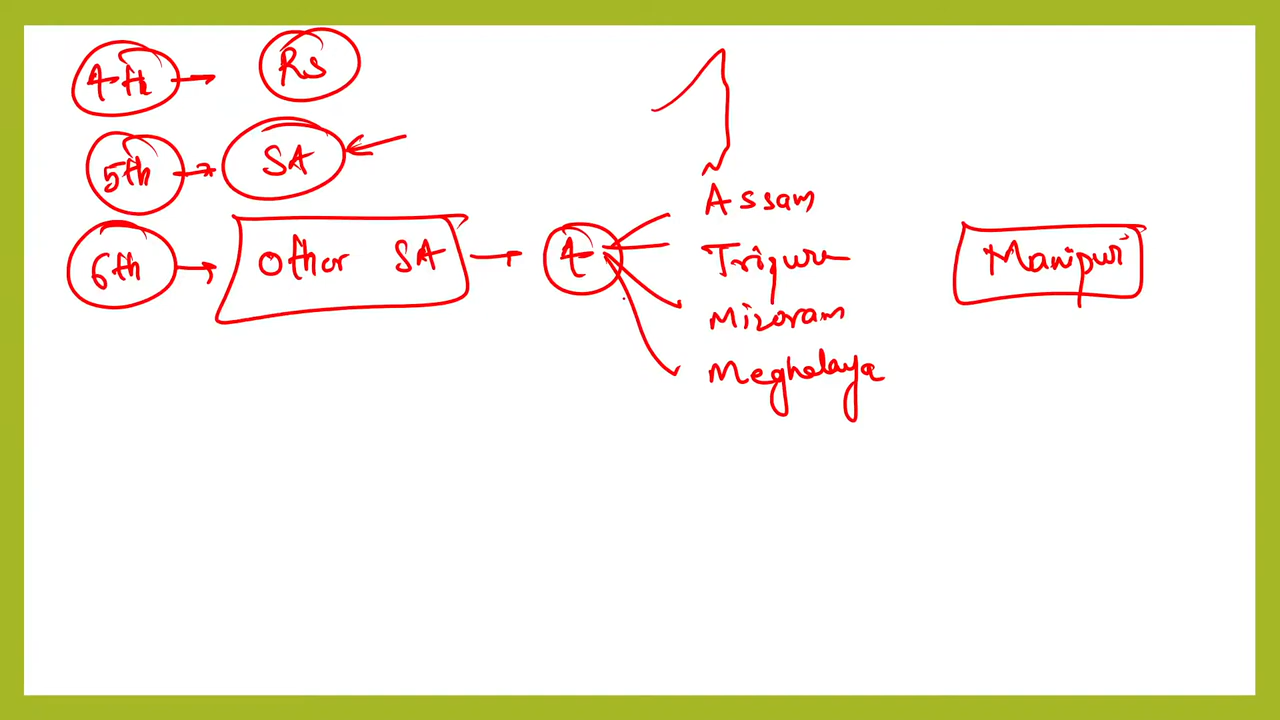 4th → RS
5th → SA
6th → Other SA → 4
Assam
Tripura
Mizoram
Meghalaya
Manipur